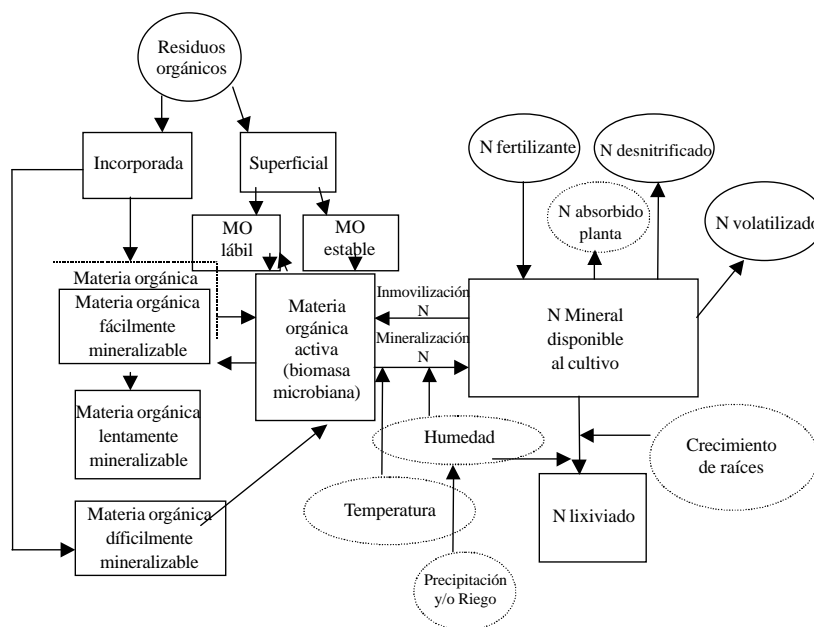 Residuos
orgánicos
Incorporada
Superficial
N fertilizante
N desnitrificado
N absorbido
planta
N volatilizado
MO
lábil
MO
estable
Materia orgánica
Materia orgánica
fácilmente
mineralizable
Materia
orgánica
activa
(biomasa
microbiana)
Inmovilización
N
Mineralización
N
N Mineral
disponible
al cultivo
Materia orgánica
lentamente
mineralizable
Humedad
Crecimiento
de raíces
Materia orgánica
díficilmente
mineralizable
Temperatura
N lixiviado
Precipitación
y/o Riego